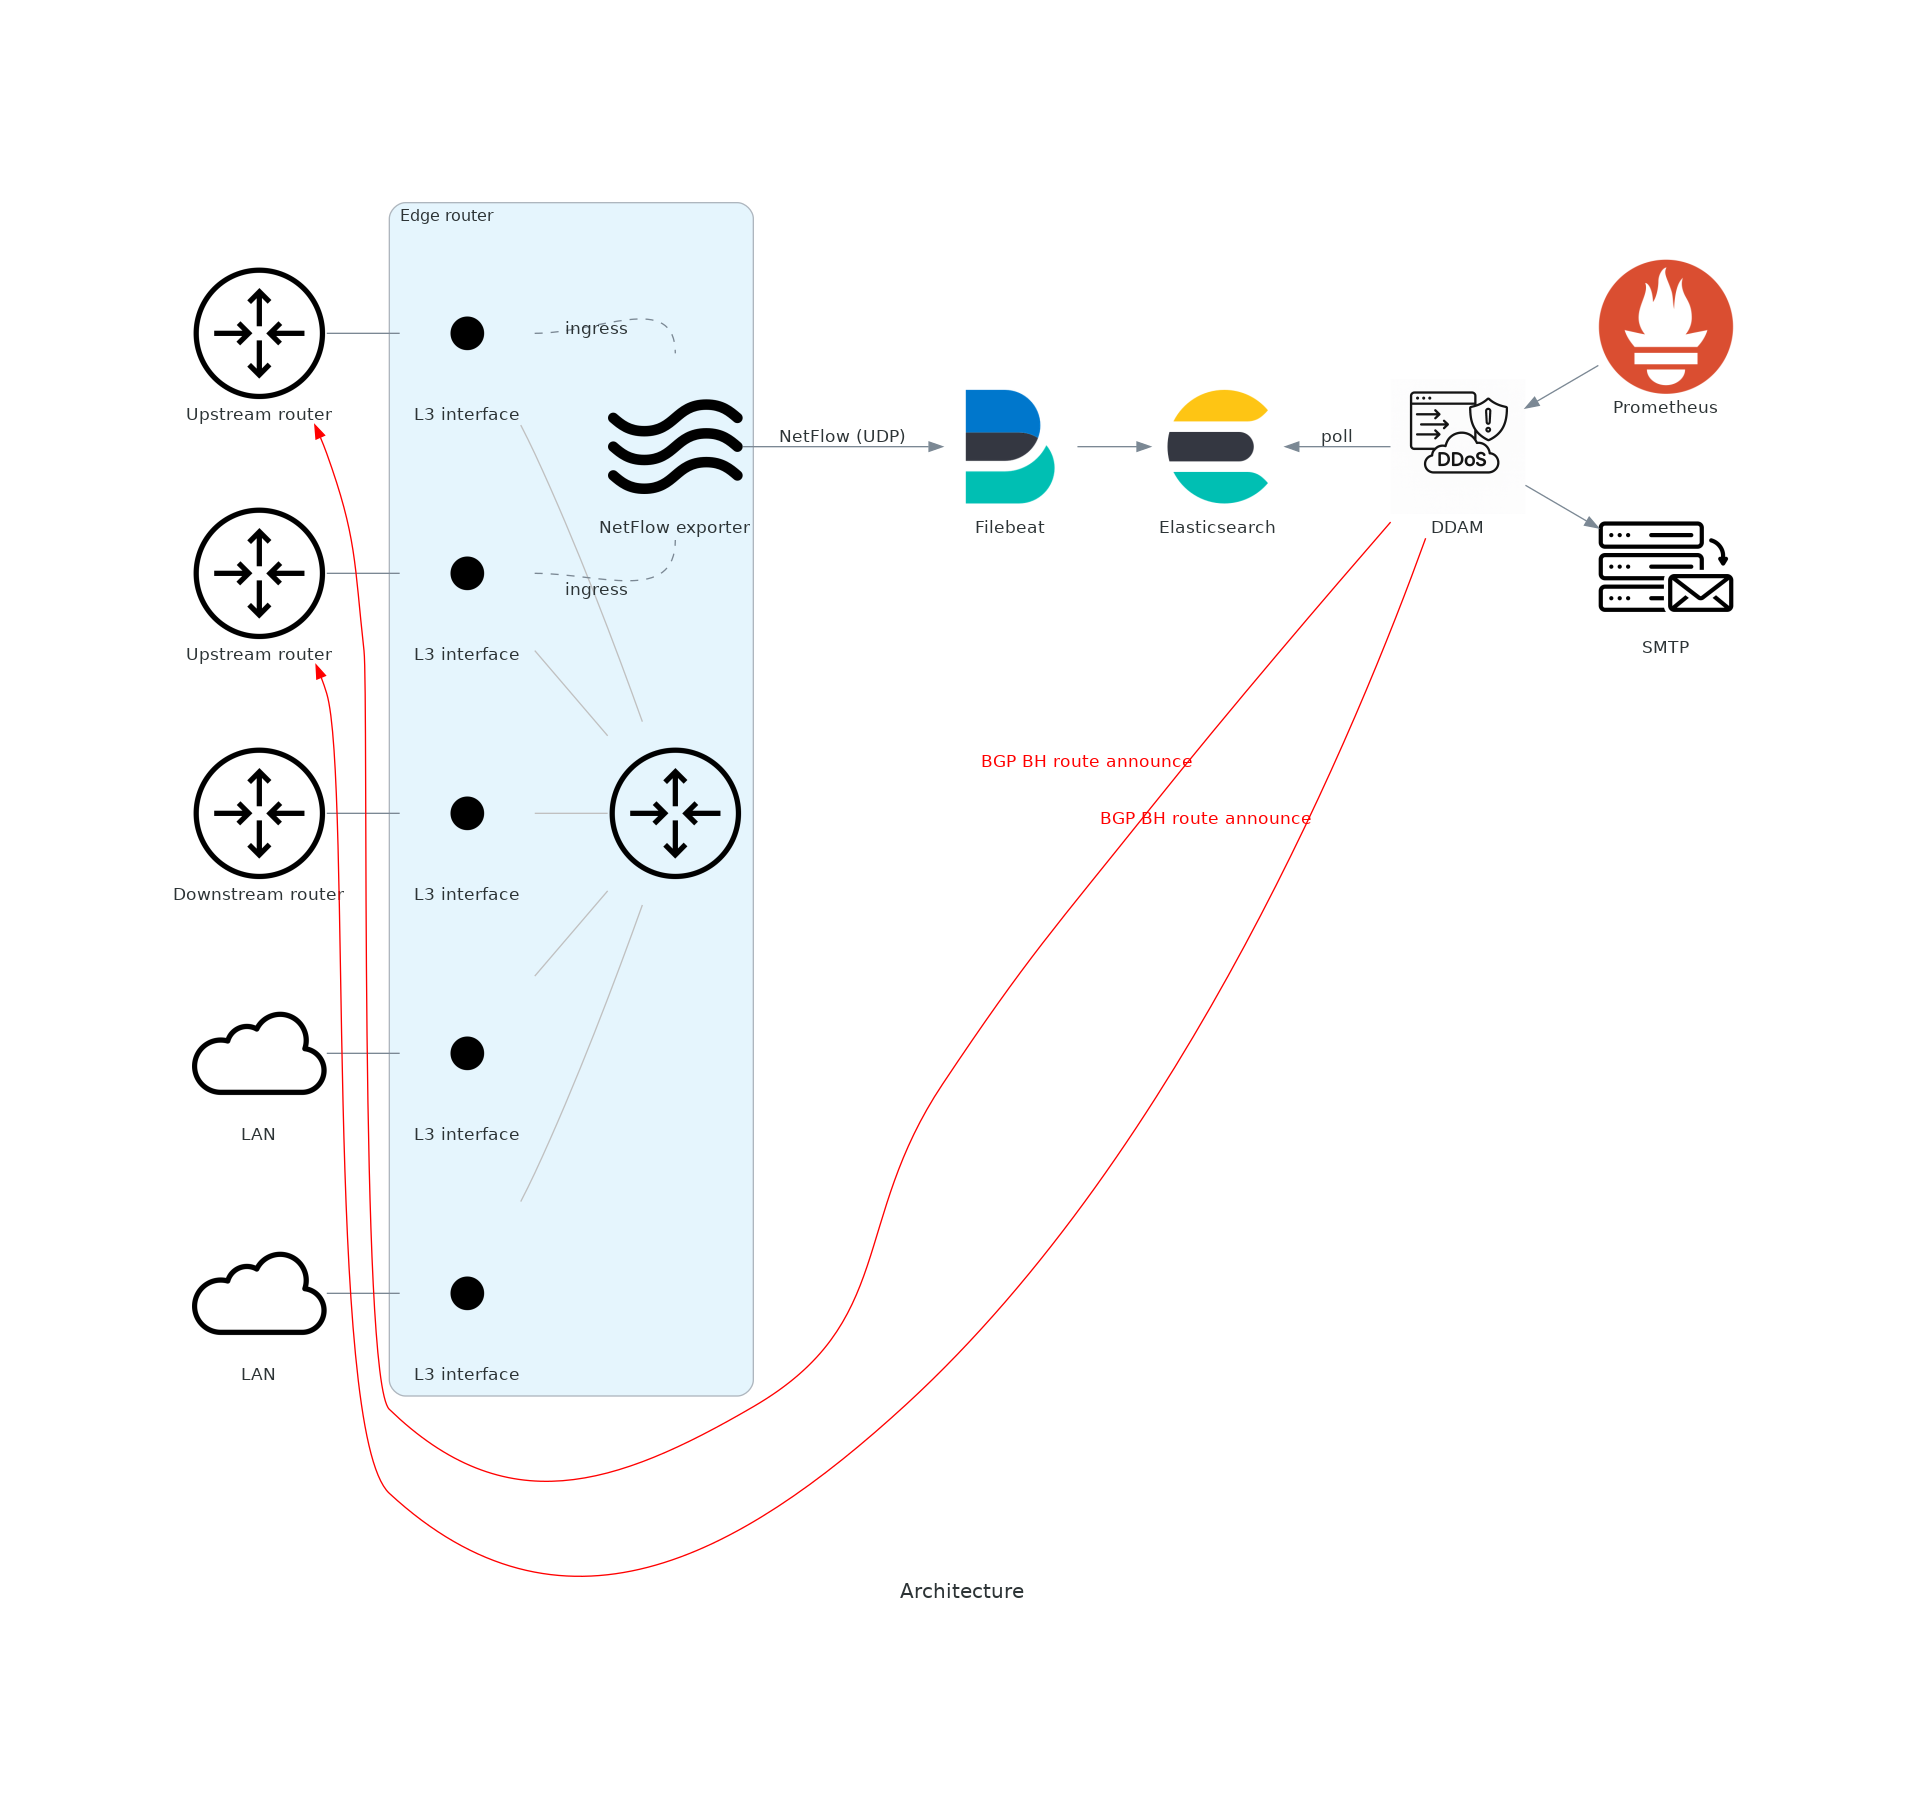 Edge router
ingress
Upstream router
L3 interface
NetFlow exporter
ingress
Upstream router
L3 interface
Downstream router
L3 interface
LAN
L3 interface
LAN
L3 interface
NetFlow (UDP)
Filebeat
Elasticsearch
poll
DDoS
DDAM
Prometheus
SMTP
BGP BH route announce
BGP BH route announce
Architecture